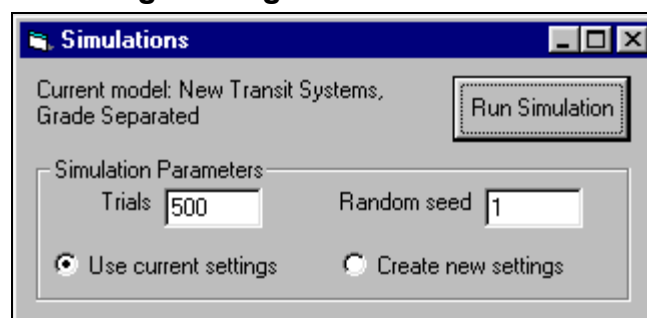 Simulations
Current model: New Transit Systems,
Grade Separated
Run Simulation
Simulation Parameters
Trials 500 Random seed 1
Use current settings Create new settings